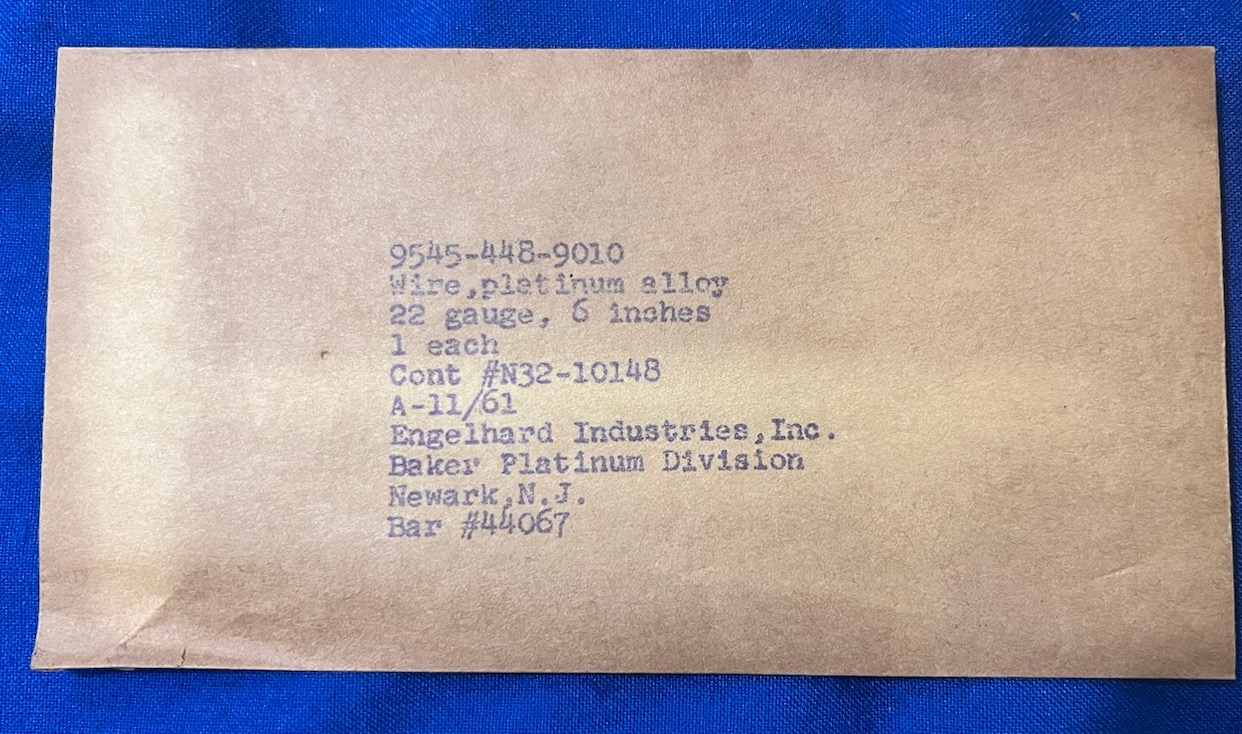 9545-448-9010
Wire,platinum alloy
22 gauge, 6 inches
1 each
Cont #N32-10148
A-11/61
Engelhard Industries,Inc.
Baker Platinum Division
Newark,N.J.
Bar #44067